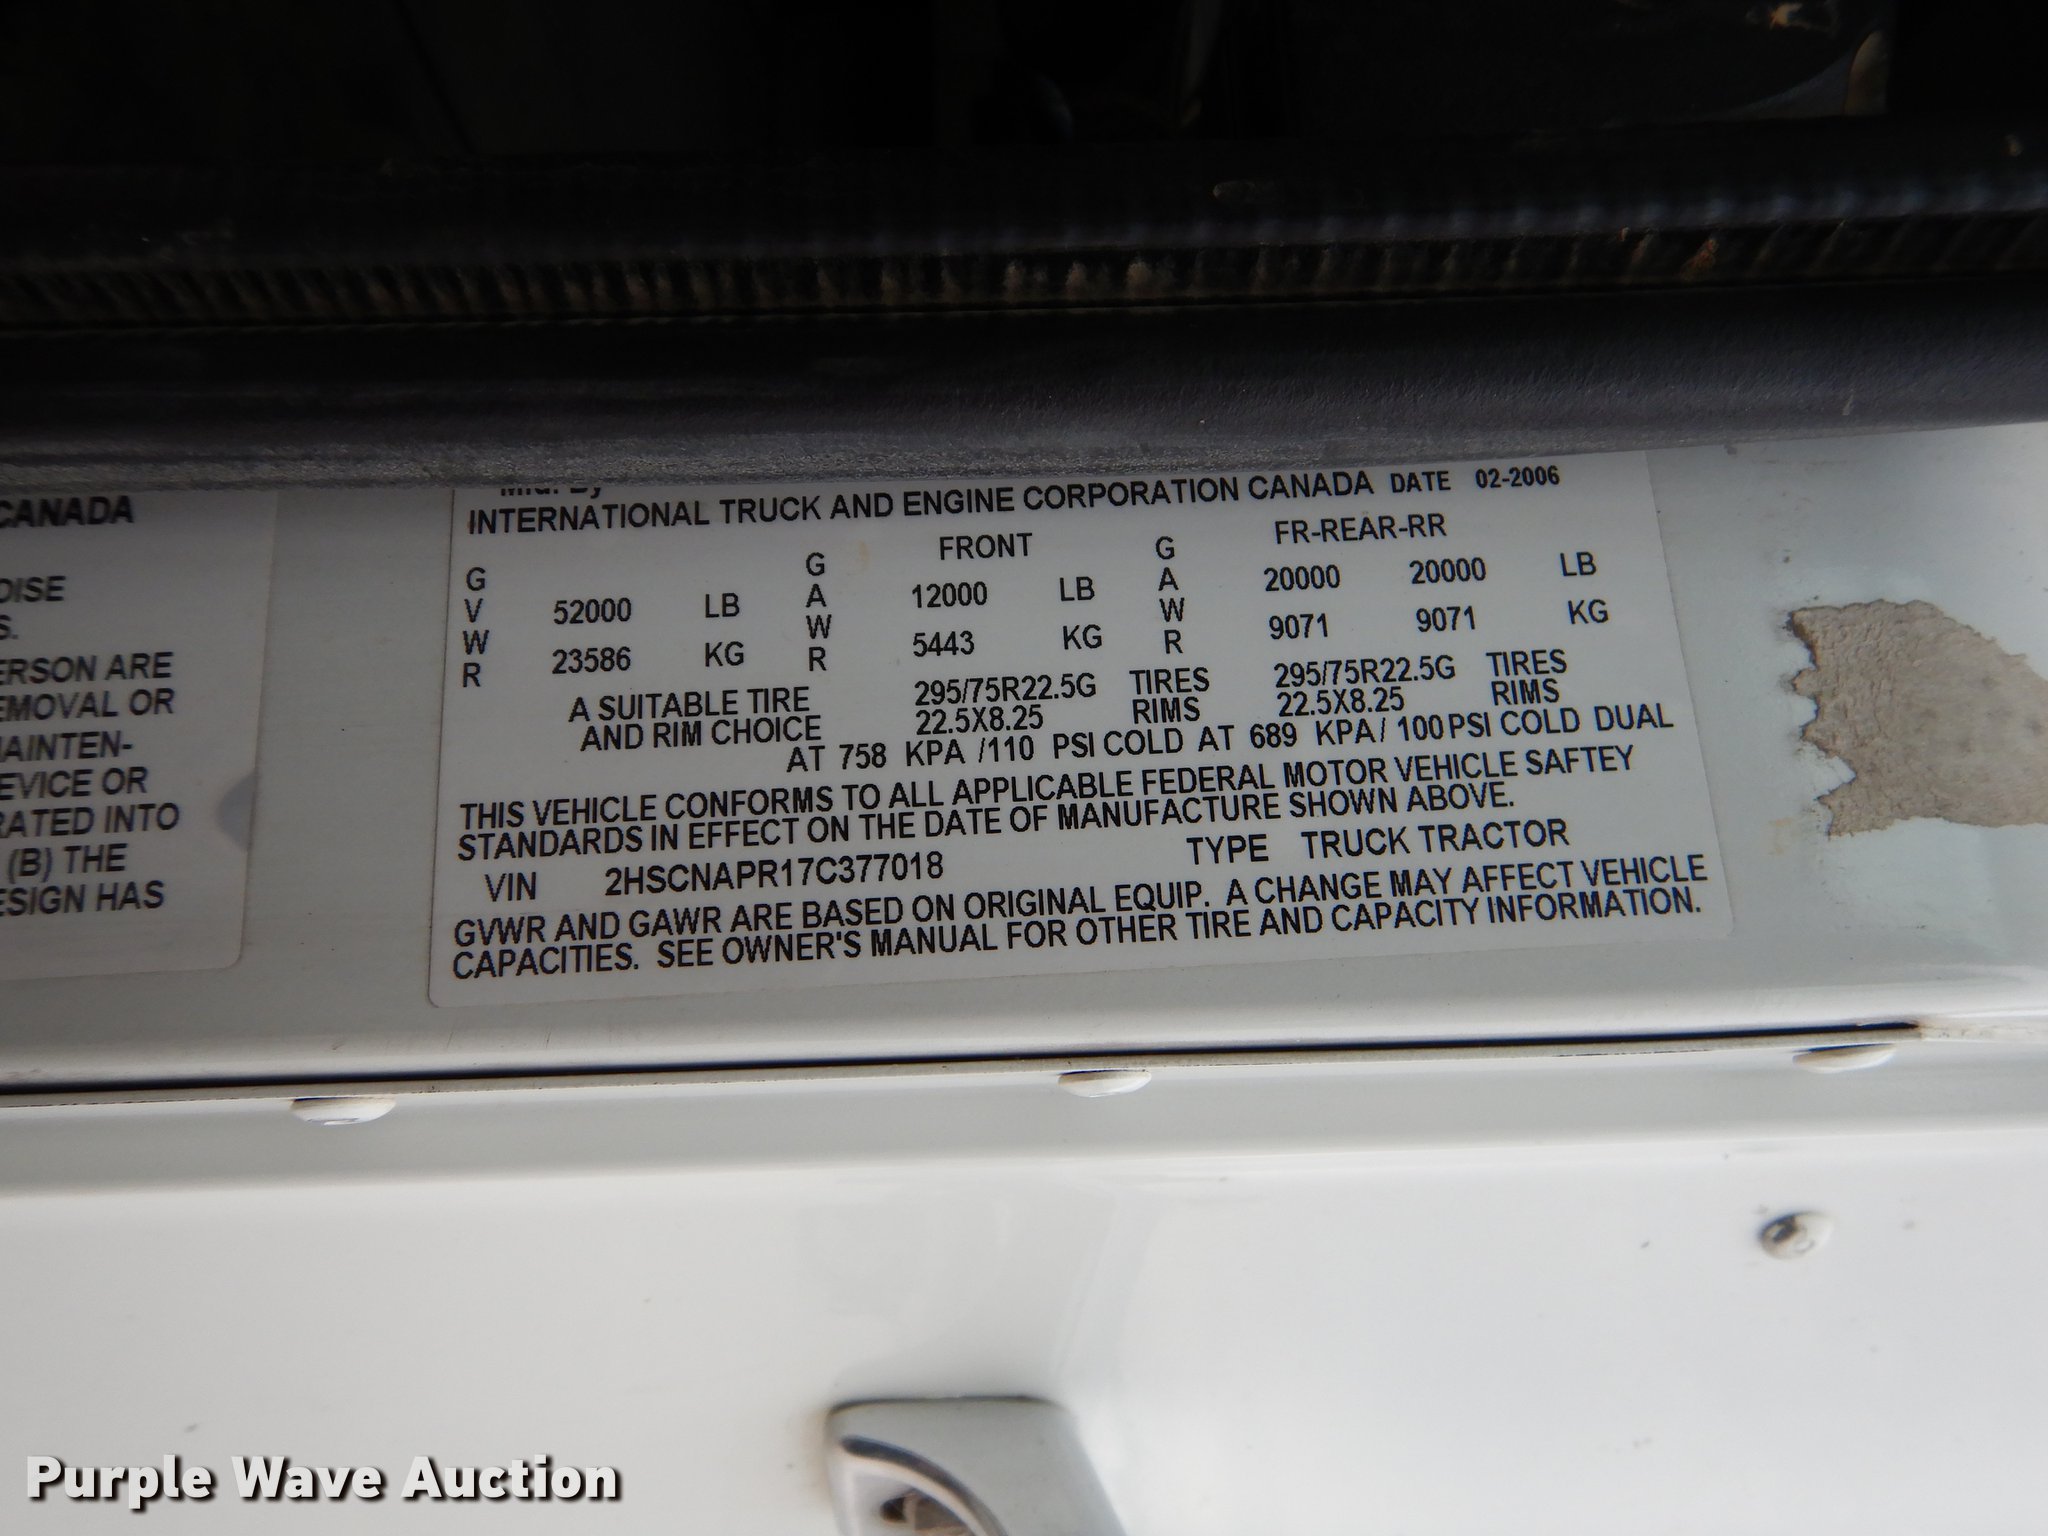 CANADA
OISE
S.
ERSON ARE
EMOVAL OR
MAINTEN-
EVICE OR
RATED INTO
(B) THE
ESIGN HAS
Mfd. By
INTERNATIONAL TRUCK AND ENGINE CORPORATION CANADA DATE 02-2006
FRONT FR-REAR-RR
GVWR 52000 LB GAWR 12000 LB GAWR 20000 20000 LB
23586 KG 5443 KG 9071 9071 KG
A SUITABLE TIRE 295/75R22.5G TIRES 295/75R22.5G TIRES
AND RIM CHOICE 22.5X8.25 RIMS 22.5X8.25 RIMS
AT 758 KPA /110 PSI COLD AT 689 KPA/ 100 PSI COLD DUAL
THIS VEHICLE CONFORMS TO ALL APPLICABLE FEDERAL MOTOR VEHICLE SAFTEY
STANDARDS IN EFFECT ON THE DATE OF MANUFACTURE SHOWN ABOVE.
VIN 2HSCNAPR17C377018 TYPE TRUCK TRACTOR
GVWR AND GAWR ARE BASED ON ORIGINAL EQUIP. A CHANGE MAY AFFECT VEHICLE
CAPACITIES. SEE OWNER'S MANUAL FOR OTHER TIRE AND CAPACITY INFORMATION.
Purple Wave Auction